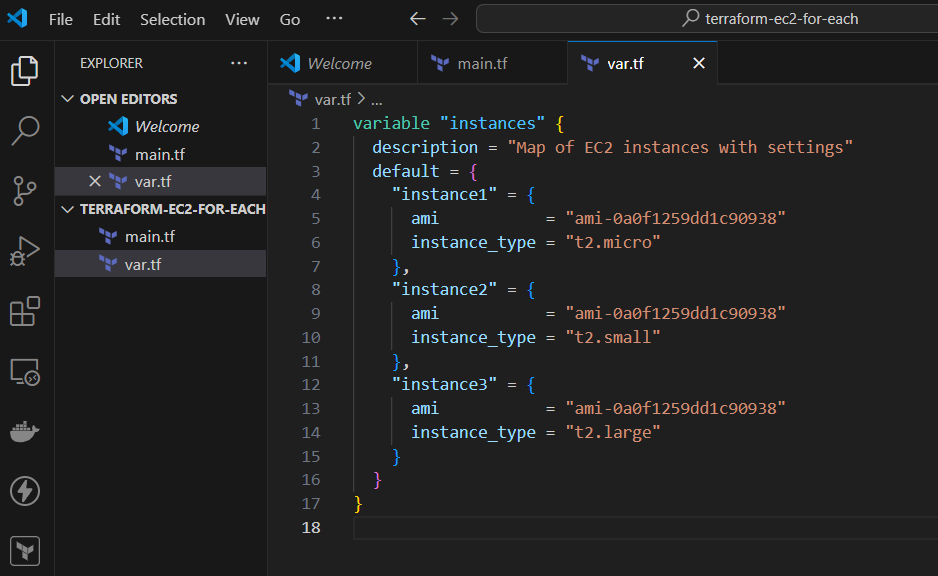 File Edit Selection View Go ··· ← → terraform-ec2-for-each
EXPLORER ···
OPEN EDITORS
Welcome
main.tf
var.tf
TERRAFORM-EC2-FOR-EACH
main.tf
var.tf
Welcome main.tf var.tf
var.tf > ...
1 variable "instances" {
2   description = "Map of EC2 instances with settings"
3   default = {
4     "instance1" = {
5       ami           = "ami-0a0f1259dd1c90938"
6       instance_type = "t2.micro"
7     },
8     "instance2" = {
9       ami           = "ami-0a0f1259dd1c90938"
10       instance_type = "t2.small"
11     },
12     "instance3" = {
13       ami           = "ami-0a0f1259dd1c90938"
14       instance_type = "t2.large"
15     }
16   }
17 }
18